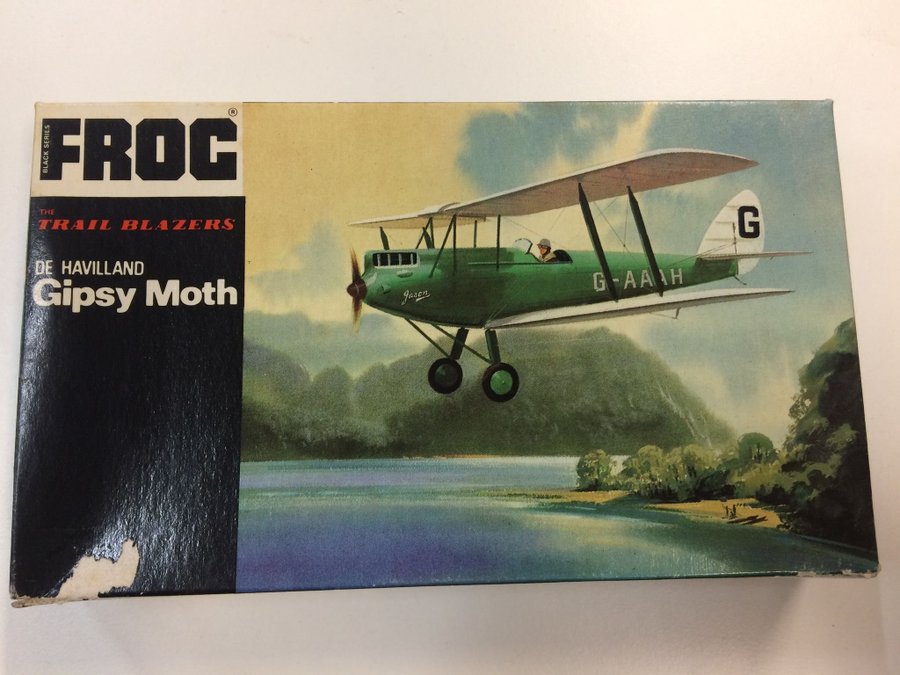 BLACK SERIES
FROG®
THE
TRAIL BLAZERS
DE HAVILLAND
Gipsy Moth
Jason
G-AAAH
G